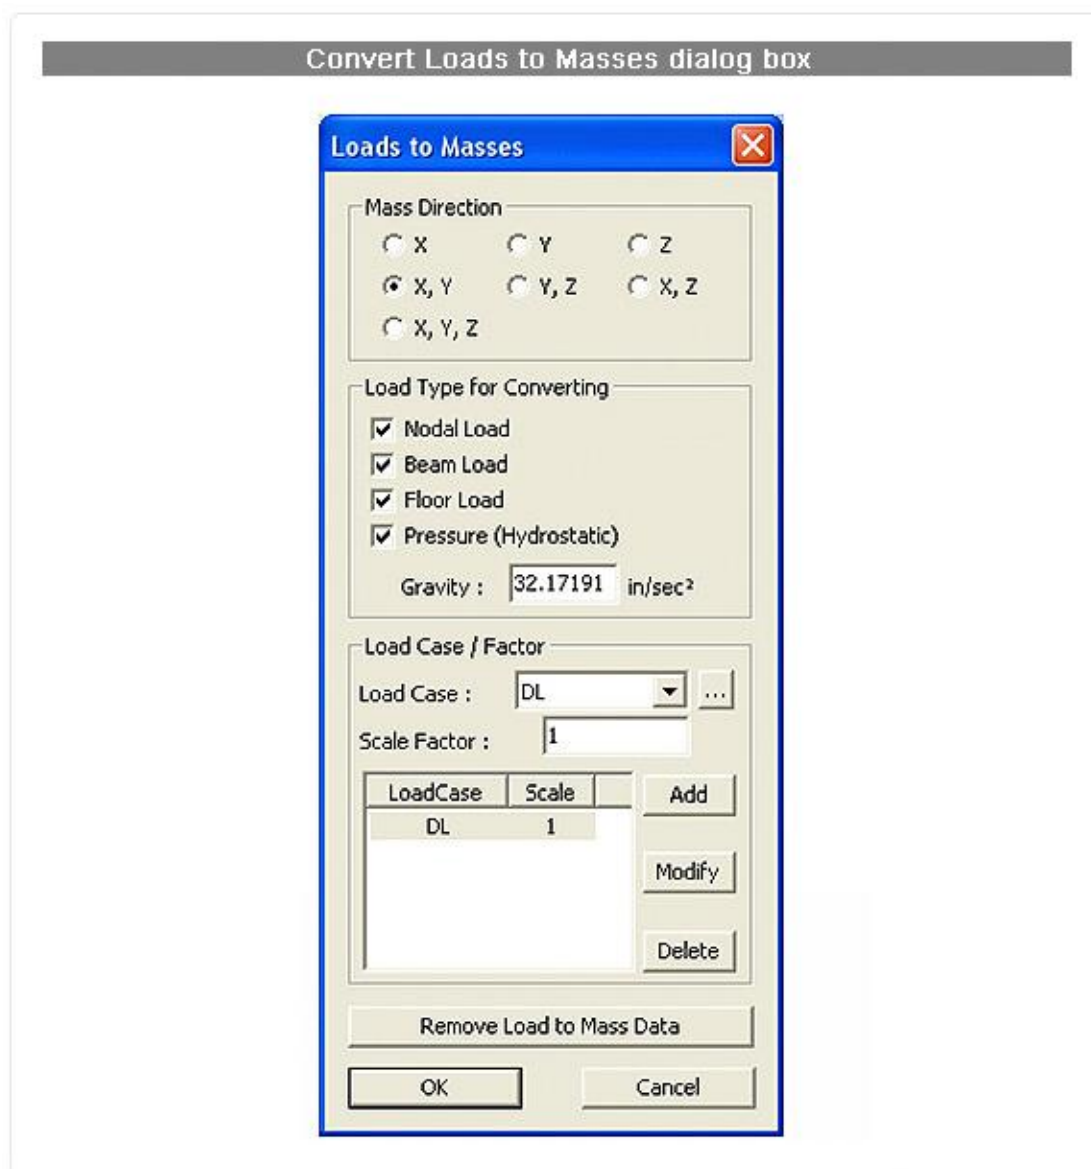 Convert Loads to Masses dialog box
Loads to Masses
Mass Direction
X Y Z
X, Y Y, Z X, Z
X, Y, Z
Load Type for Converting
Nodal Load
Beam Load
Floor Load
Pressure (Hydrostatic)
Gravity : 32.17191 in/sec²
Load Case / Factor
Load Case : DL ...
Scale Factor : 1
LoadCase Scale Add
DL 1
Modify
Delete
Remove Load to Mass Data
OK Cancel